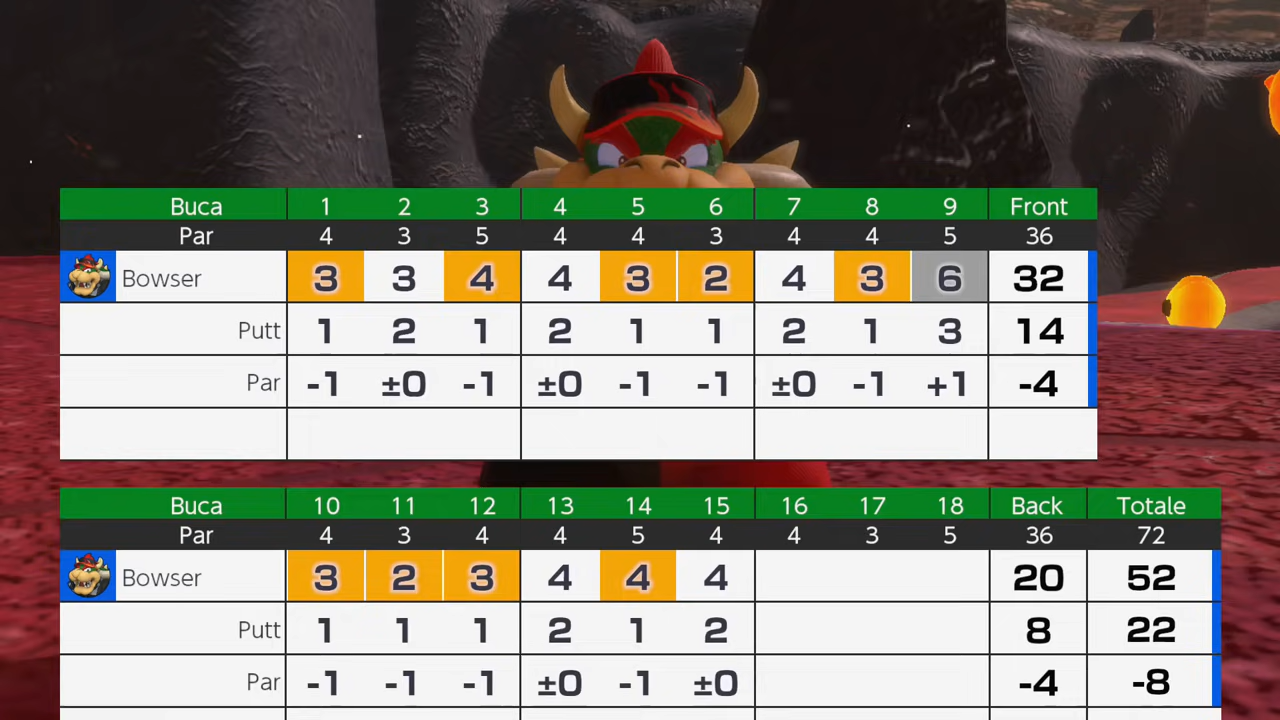 Buca 1 2 3 4 5 6 7 8 9 Front
Par 4 3 5 4 4 3 4 4 5 36
Bowser 3 3 4 4 3 2 4 3 6 32
Putt 1 2 1 2 1 1 2 1 3 14
Par -1 ±0 -1 ±0 -1 -1 ±0 -1 +1 -4
Buca 10 11 12 13 14 15 16 17 18 Back Totale
Par 4 3 4 4 5 4 4 3 5 36 72
Bowser 3 2 3 4 4 4 20 52
Putt 1 1 1 2 1 2 8 22
Par -1 -1 -1 ±0 -1 ±0 -4 -8